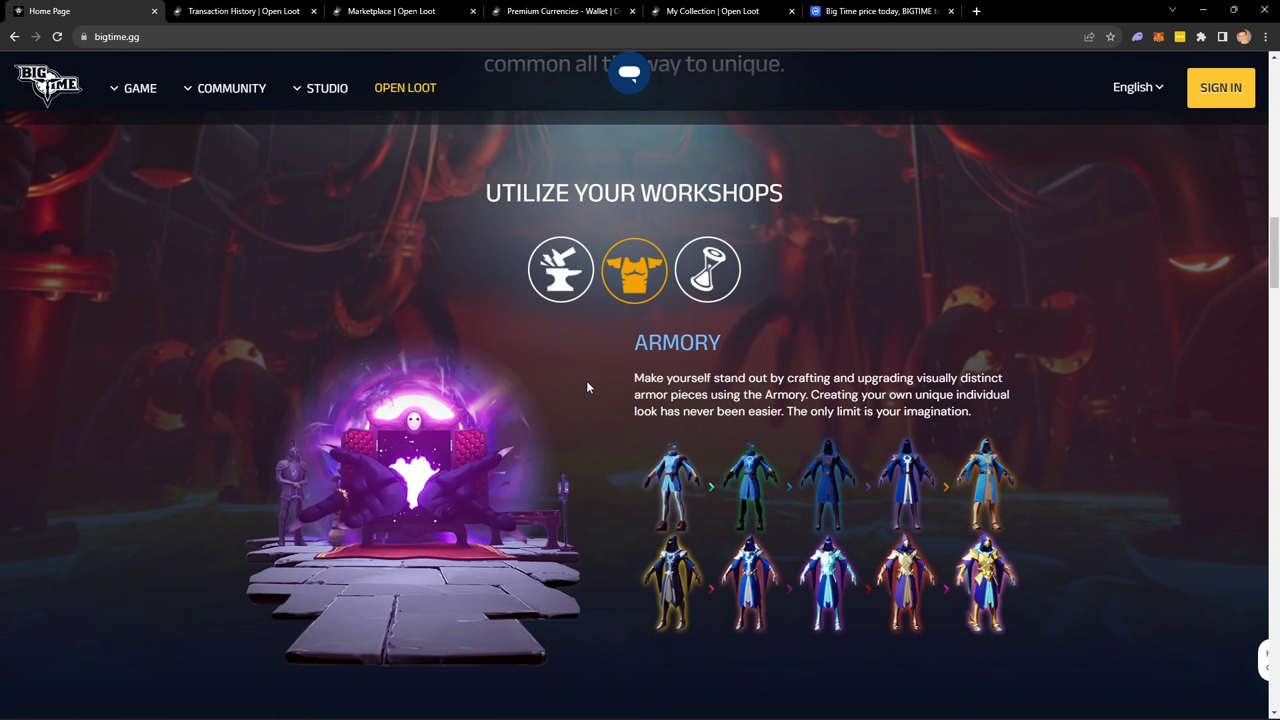 Home Page
Transaction History | Open Loot
Marketplace | Open Loot
Premium Currencies - Wallet | O
My Collection | Open Loot
Big Time price today, BIGTIME to
bigtime.gg
common all the way to unique.
BIG TIME
GAME
COMMUNITY
STUDIO
OPEN LOOT
English
SIGN IN
UTILIZE YOUR WORKSHOPS
ARMORY
Make yourself stand out by crafting and upgrading visually distinct
armor pieces using the Armory. Creating your own unique individual
look has never been easier. The only limit is your imagination.